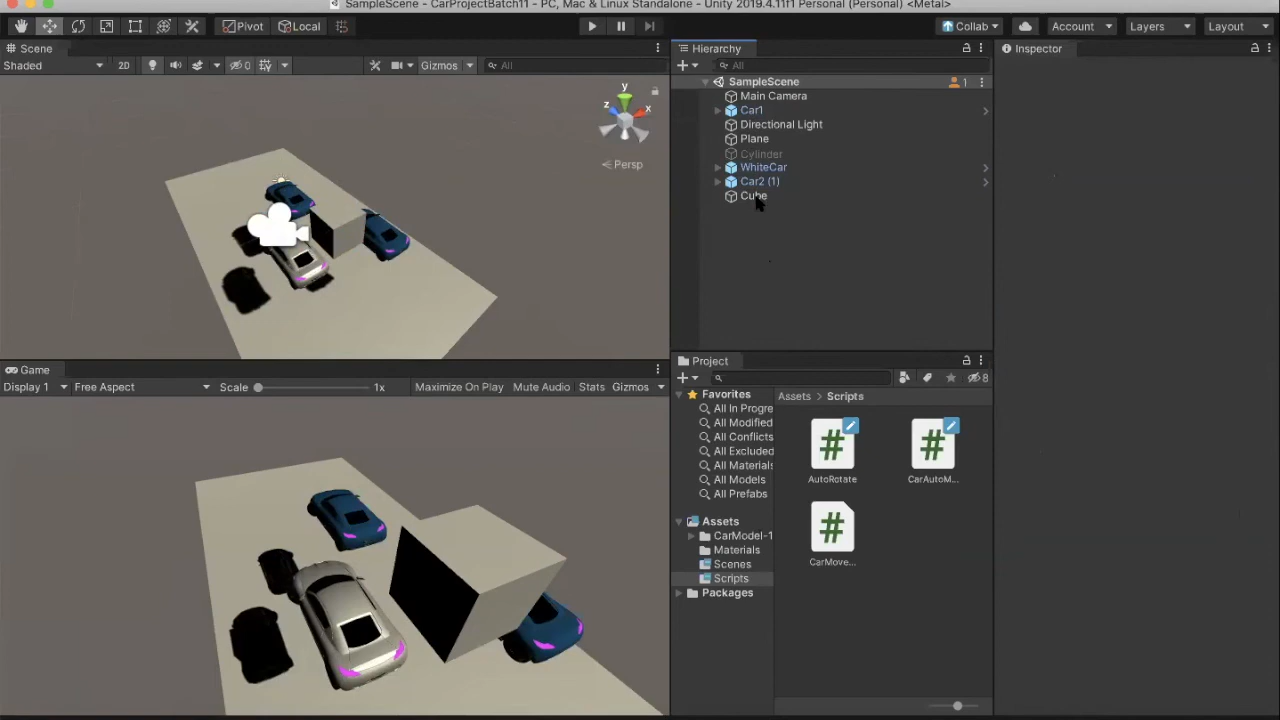 SampleScene - CarProjectBatch11 - PC, Mac & Linux Standalone - Unity 2019.4.11f1 Personal (Personal) <Metal>
Pivot Local Collab Account Layers Layout
Scene
Shaded 2D 0 Gizmos All
y
z x
Persp
Hierarchy
All
SampleScene 1
Main Camera
Car1
Directional Light
Plane
Cylinder
WhiteCar
Car2 (1)
Cube
Inspector
Game
Display 1 Free Aspect Scale 1x Maximize On Play Mute Audio Stats Gizmos
Project
8
Favorites
All In Progre
All Modified
All Conflicts
All Excluded
All Materials
All Models
All Prefabs
Assets
CarModel-1
Materials
Scenes
Scripts
Packages
Assets > Scripts
# #
AutoRotate CarAutoM...
#
CarMove...